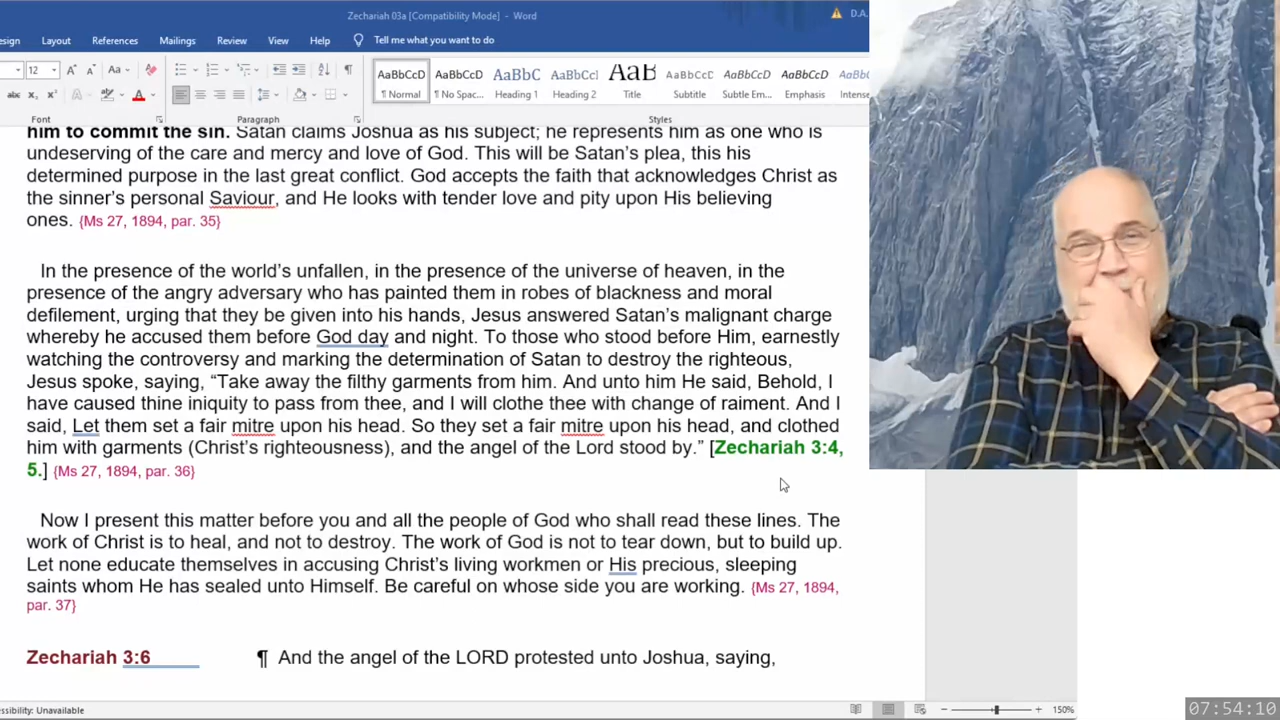 Zechariah 03a [Compatibility Mode] - Word
D.A.
esign Layout References Mailings Review View Help Tell me what you want to do
12 Aa
AaBbCcD AaBbCcD AaBbC AaBbCcl AaB AaBbCcD AaBbCcD AaBbCcD AaBbC
¶ Normal ¶ No Spac... Heading 1 Heading 2 Title Subtitle Subtle Em... Emphasis Intense
Font Paragraph Styles
him to commit the sin. Satan claims Joshua as his subject; he represents him as one who is
undeserving of the care and mercy and love of God. This will be Satan’s plea, this his
determined purpose in the last great conflict. God accepts the faith that acknowledges Christ as
the sinner’s personal Saviour, and He looks with tender love and pity upon His believing
ones. {Ms 27, 1894, par. 35}
In the presence of the world’s unfallen, in the presence of the universe of heaven, in the
presence of the angry adversary who has painted them in robes of blackness and moral
defilement, urging that they be given into his hands, Jesus answered Satan’s malignant charge
whereby he accused them before God day and night. To those who stood before Him, earnestly
watching the controversy and marking the determination of Satan to destroy the righteous,
Jesus spoke, saying, “Take away the filthy garments from him. And unto him He said, Behold, I
have caused thine iniquity to pass from thee, and I will clothe thee with change of raiment. And I
said, Let them set a fair mitre upon his head. So they set a fair mitre upon his head, and clothed
him with garments (Christ’s righteousness), and the angel of the Lord stood by.” [Zechariah 3:4,
5.] {Ms 27, 1894, par. 36}
Now I present this matter before you and all the people of God who shall read these lines. The
work of Christ is to heal, and not to destroy. The work of God is not to tear down, but to build up.
Let none educate themselves in accusing Christ’s living workmen or His precious, sleeping
saints whom He has sealed unto Himself. Be careful on whose side you are working. {Ms 27, 1894,
par. 37}
Zechariah 3:6 ¶ And the angel of the LORD protested unto Joshua, saying,
ssibility: Unavailable
150%
07:54:10